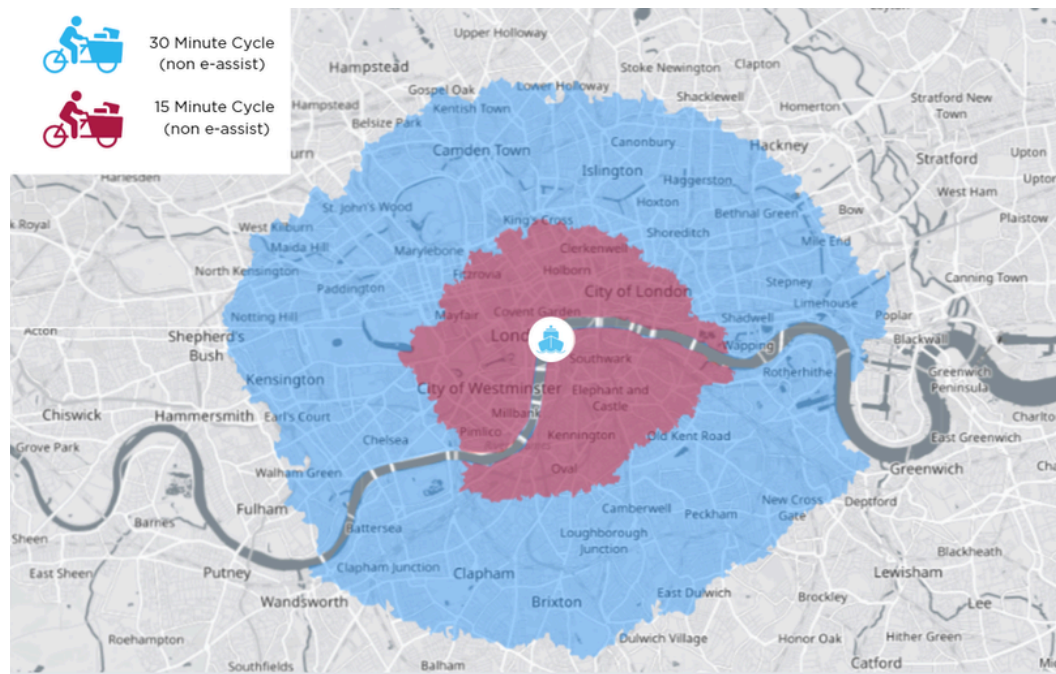 30 Minute Cycle
(non e-assist)
15 Minute Cycle
(non e-assist)
Upper Holloway
Hampstead
Stoke Newington
Clapton
Gospel Oak
Lower Holloway
Shacklewell
Stratford New
Town
Hampstead
Kentish Town
Homerton
Belsize Park
Camden Town
Canonbury
Hackney
Stratford
Upton
Islington
Haggerston
West Ham
Harlesden
St. John's Wood
Hoxton
Bethnal Green
Bow
Plaistow
Royal
West Kilburn
King's Cross
Shoreditch
Maida Hill
Marylebone
Clerkenwell
Mile End
North Kensington
Fitzrovia
Holborn
Stepney
Canning Town
Paddington
City of London
Limehouse
Notting Hill
Mayfair
Covent Garden
Shadwell
Poplar
Acton
Shepherd's
Bush
Wapping
Blackwall
Southwark
Rotherhithe
Greenwich
Peninsula
Kensington
City of Westminster
Elephant and
Castle
Chiswick
Hammersmith
Earl's Court
Millbank
Grove Park
Chelsea
Pimlico
Kennington
Old Kent Road
East Greenwich
Walham Green
Oval
Greenwich
Fulham
Camberwell
Peckham
New Cross
Gate
Deptford
Barnes
Battersea
Loughborough
Junction
Sheen
East Sheen
Putney
Clapham Junction
Clapham
Blackheath
Lewisham
Wandsworth
Brixton
East Dulwich
Brockley
Lee
Roehampton
Dulwich Village
Honor Oak
Hither Green
Southfields
Balham
Catford